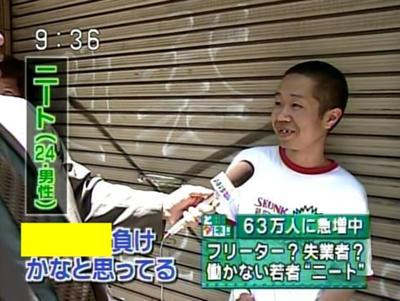 9:36
ニート(24・男性)
負け
かなと思ってる
63万人に急増中
フリーター?失業者?
働かない若者“ニート”